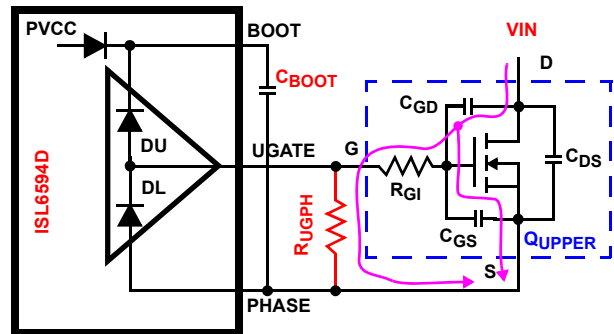 PVCC
BOOT
VIN
D
CBOOT
CGD
DU
G
CDS
UGATE
DL
RGI
ISL6594D
RUGPH
CGS
QUPPER
S
PHASE